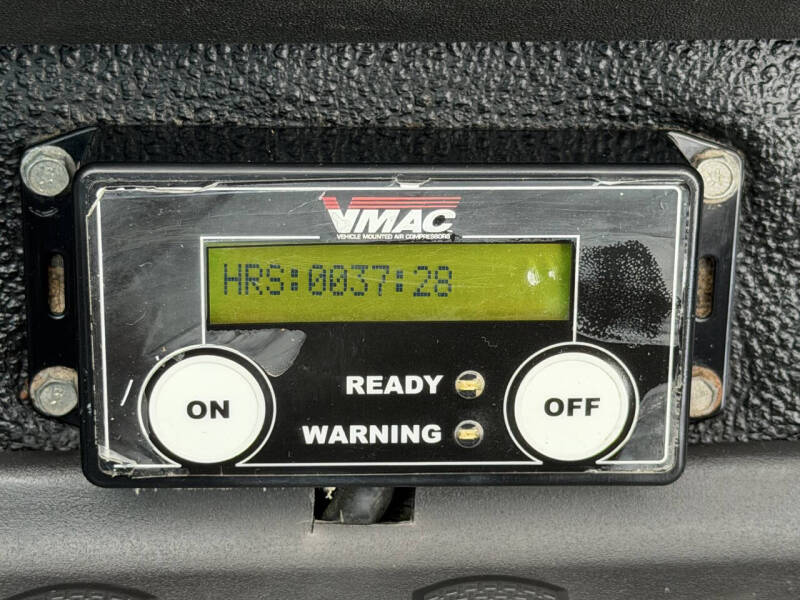 VMAC
VEHICLE MOUNTED AIR COMPRESSORS
HRS:0037:28
READY
ON
OFF
WARNING